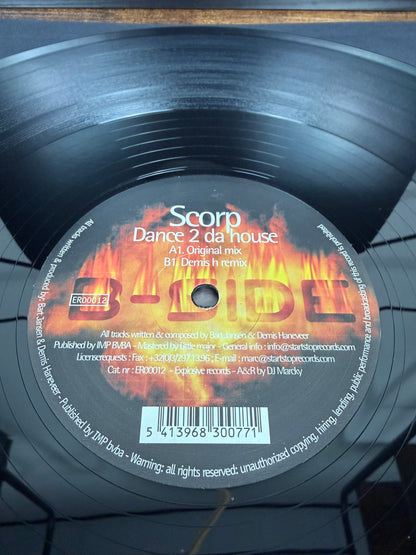 Scorp
Dance 2 da house
A1. Original mix
B1. Demis h remix
B-SIDE
ER00012
All tracks written & composed by Bart Jansen & Demis Haneveer
Published by IMP BVBA - Mastered by Little major - General info : info@startstoprecords.com
Licenserequests : Fax : +32(0)3/297.13.96 ; E-mail : marc@startstoprecords.com
Cat. nr : ER00012 - Explosive records - A&R by DJ Marcky
5 413968 300771
All tracks written & produced by: Bart Jansen & Demis Haneveer - Published by IMP bvba - Warning: all rights reserved: unauthorized copying, hiring, lending, public performance and broadcasting of this record is prohibited